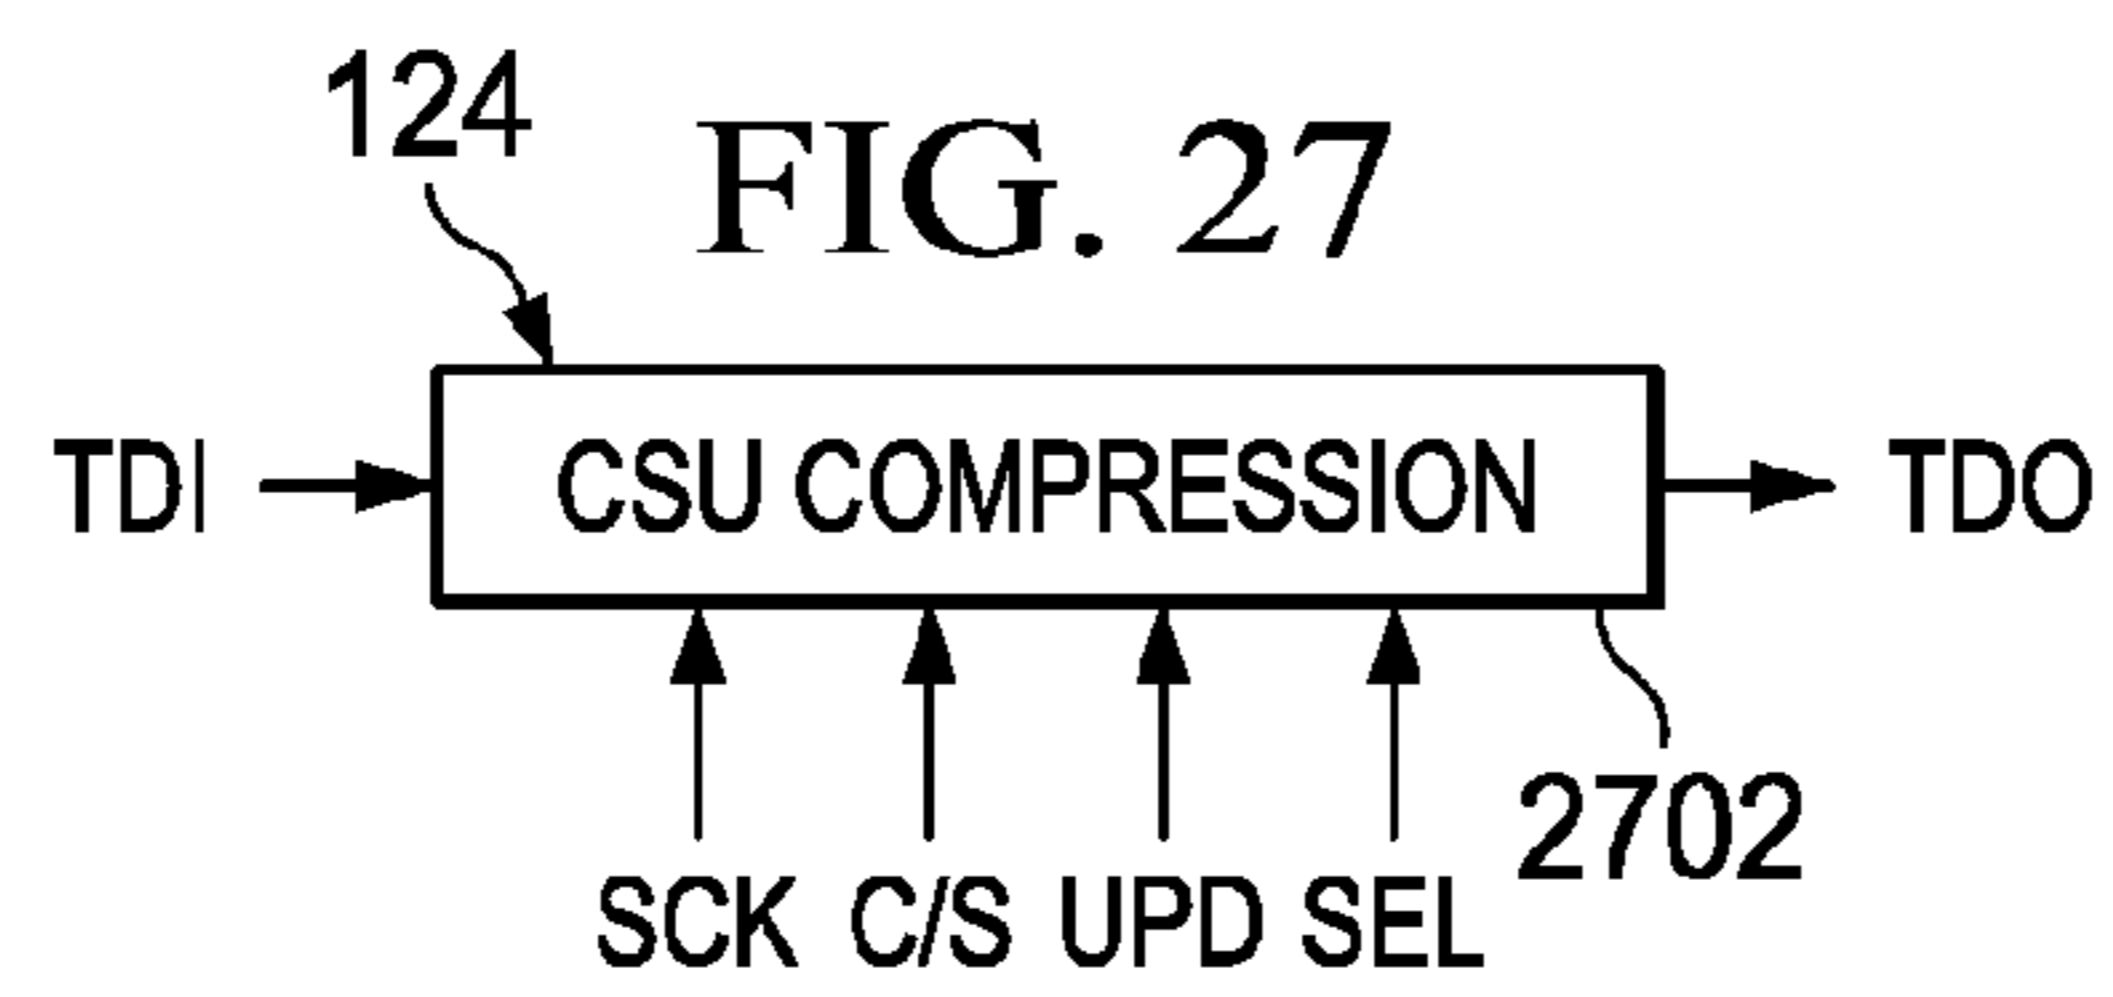 124
FIG. 27
TDI CSU COMPRESSION TDO
2702
SCK C/S UPD SEL